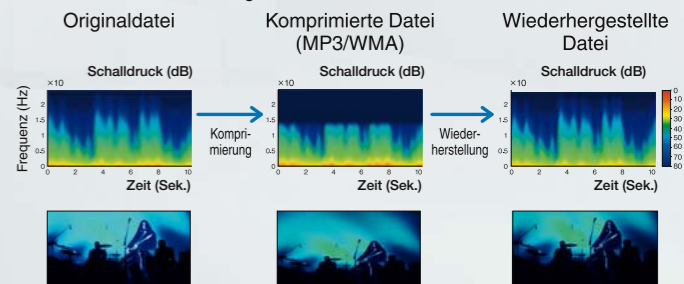 Originaldatei
Komprimierte Datei
(MP3/WMA)
Wiederhergestellte
Datei
Schalldruck (dB)
×10
Frequenz (Hz)
2
1.5
1
0.5
0
0 2 4 6 8 10
Zeit (Sek.)
Kompri-
mierung
Schalldruck (dB)
×10
2
1.5
1
0.5
0
0 2 4 6 8 10
Zeit (Sek.)
Wieder-
herstellung
Schalldruck (dB)
×10
2
1.5
1
0.5
0
0 2 4 6 8 10
Zeit (Sek.)
0
10
20
30
40
50
60
70
80